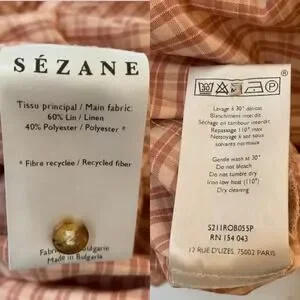 SÉZANE
Tissu principal / Main fabric:
60% Lin / Linen
40% Polyester / Polyester *
* Fibre recyclee / Recycled fiber
Made in Bulgaria
Lavage à 30° délicat
Blanchiment interdit
Séchage en tambour interdit
Repassage 110° max
Nettoyage à sec sous
solvants normaux
Gentle wash at 30°
Do not bleach
Do not tumble dry
Iron low heat (110°)
Dry cleaning
S211ROB055P
RN 154 043
12 RUE D'UZES, 75002 PARIS